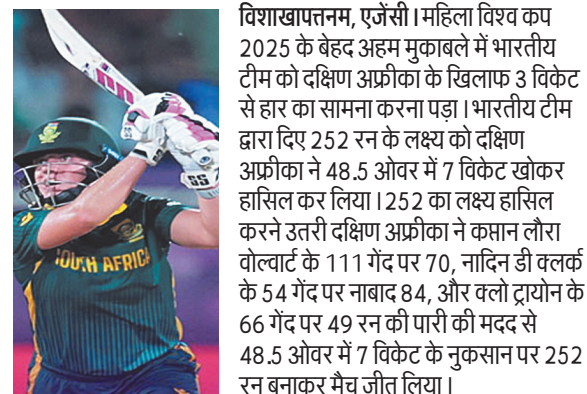 विशाखापत्तनम, एजेंसी। महिला विश्व कप
2025 के बेहद अहम मुकाबले में भारतीय
टीम को दक्षिण अफ्रीका के खिलाफ 3 विकेट
से हार का सामना करना पड़ा। भारतीय टीम
द्वारा दिए 252 रन के लक्ष्य को दक्षिण
अफ्रीका ने 48.5 ओवर में 7 विकेट खोकर
हासिल कर लिया। 252 का लक्ष्य हासिल
करने उतरी दक्षिण अफ्रीका ने कप्तान लौरा
वोल्वार्ट के 111 गेंद पर 70, नादिन डी क्लर्क
के 54 गेंद पर नाबाद 84, और क्लो ट्रायोन के
66 गेंद पर 49 रन की पारी की मदद से
48.5 ओवर में 7 विकेट के नुकसान पर 252
रन बनाकर मैच जीत लिया।
SOUTH AFRICA
SS